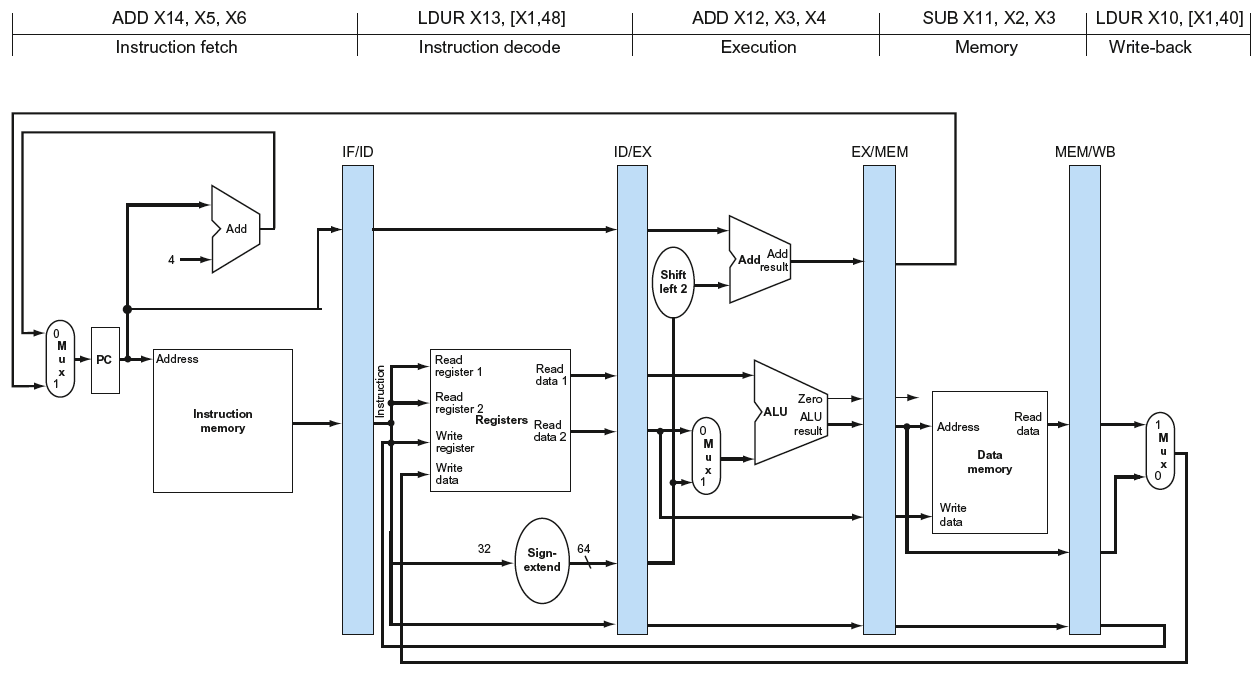 ADD X14, X5, X6
LDUR X13, [X1,48]
ADD X12, X3, X4
SUB X11, X2, X3
LDUR X10, [X1,40]
Instruction fetch
Instruction decode
Execution
Memory
Write-back
IF/ID
ID/EX
EX/MEM
MEM/WB
Add
4
Add
Add
result
Shift
left 2
0
M
u
x
1
PC
Address
Instruction
memory
Instruction
Read
register 1
Read
register 2
Write
register
Write
data
Registers
Read
data 1
Read
data 2
32
Sign-
extend
64
0
M
u
x
1
ALU
Zero
ALU
result
Address
Read
data
Data
memory
Write
data
1
M
u
x
0